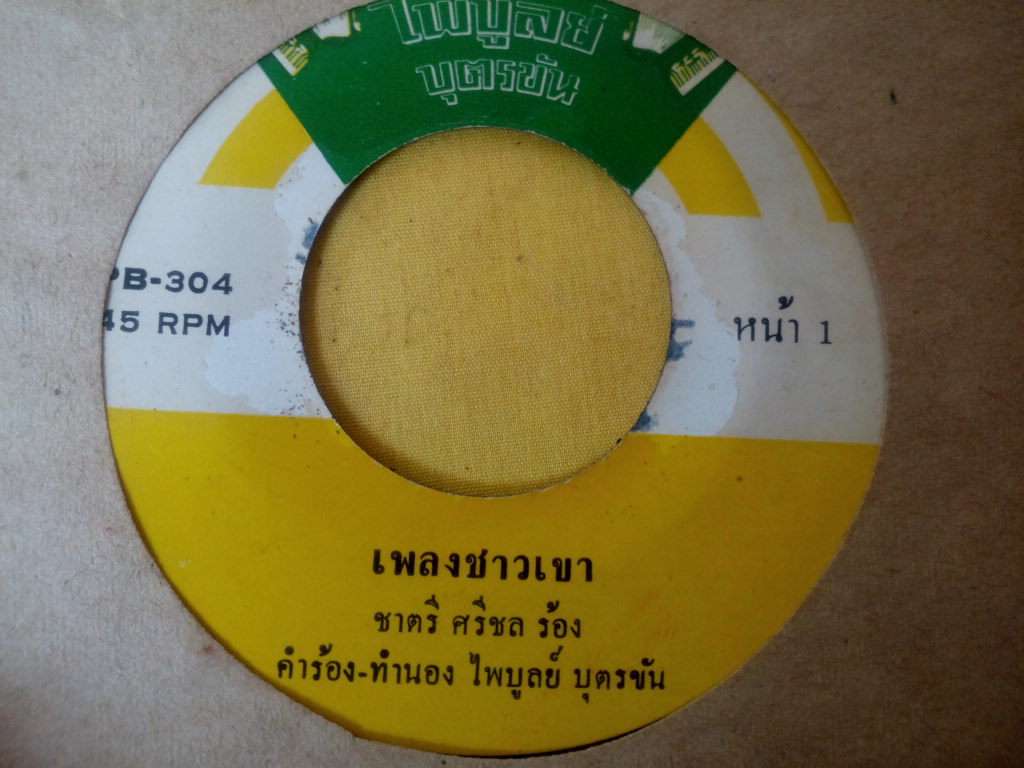 ไพบูลย์
บุตรขัน
PB-304
45 RPM
หน้า 1
เพลงชาวเขา
ชาตรี ศรีชล ร้อง
คำร้อง-ทำนอง ไพบูลย์ บุตรขัน